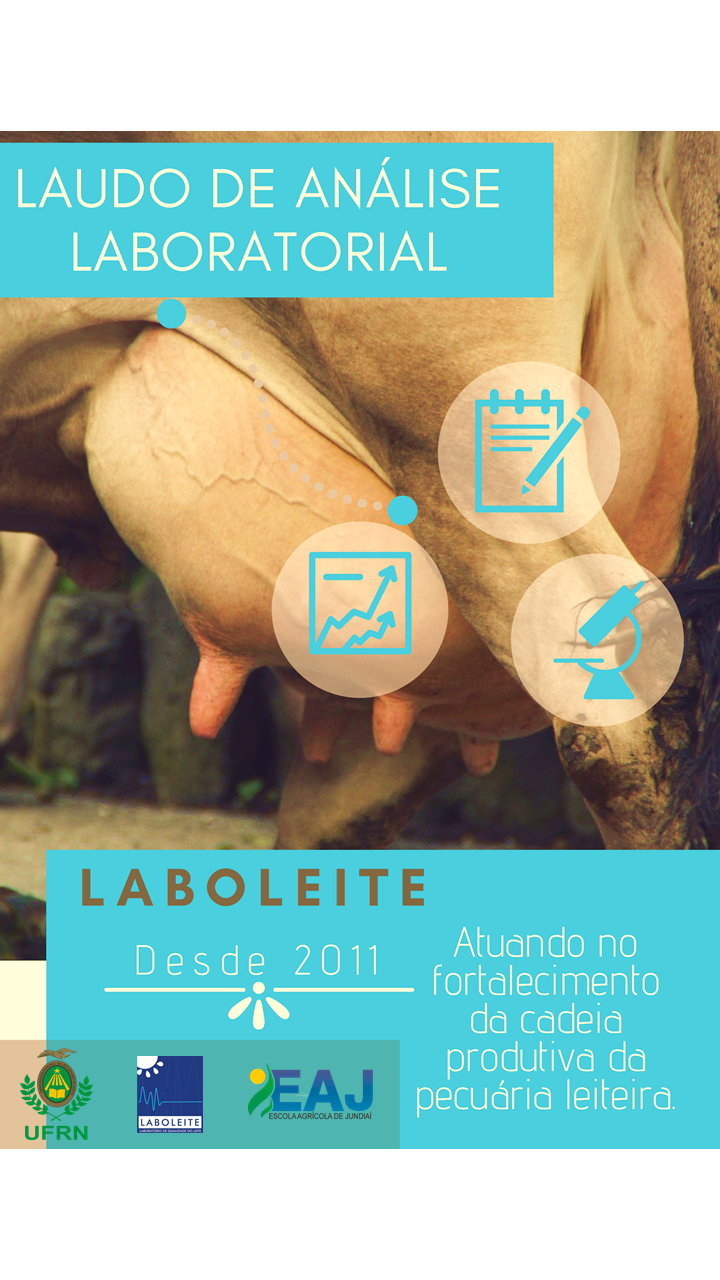 LAUDO DE ANÁLISE
LABORATORIAL
LABOLEITE
Desde 2011
Atuando no
fortalecimento
da cadeia
produtiva da
pecuária leiteira.
UFRN
LABOLEITE
LABORATÓRIO DE QUALIDADE DO LEITE
EAJ
ESCOLA AGRÍCOLA DE JUNDIAÍ